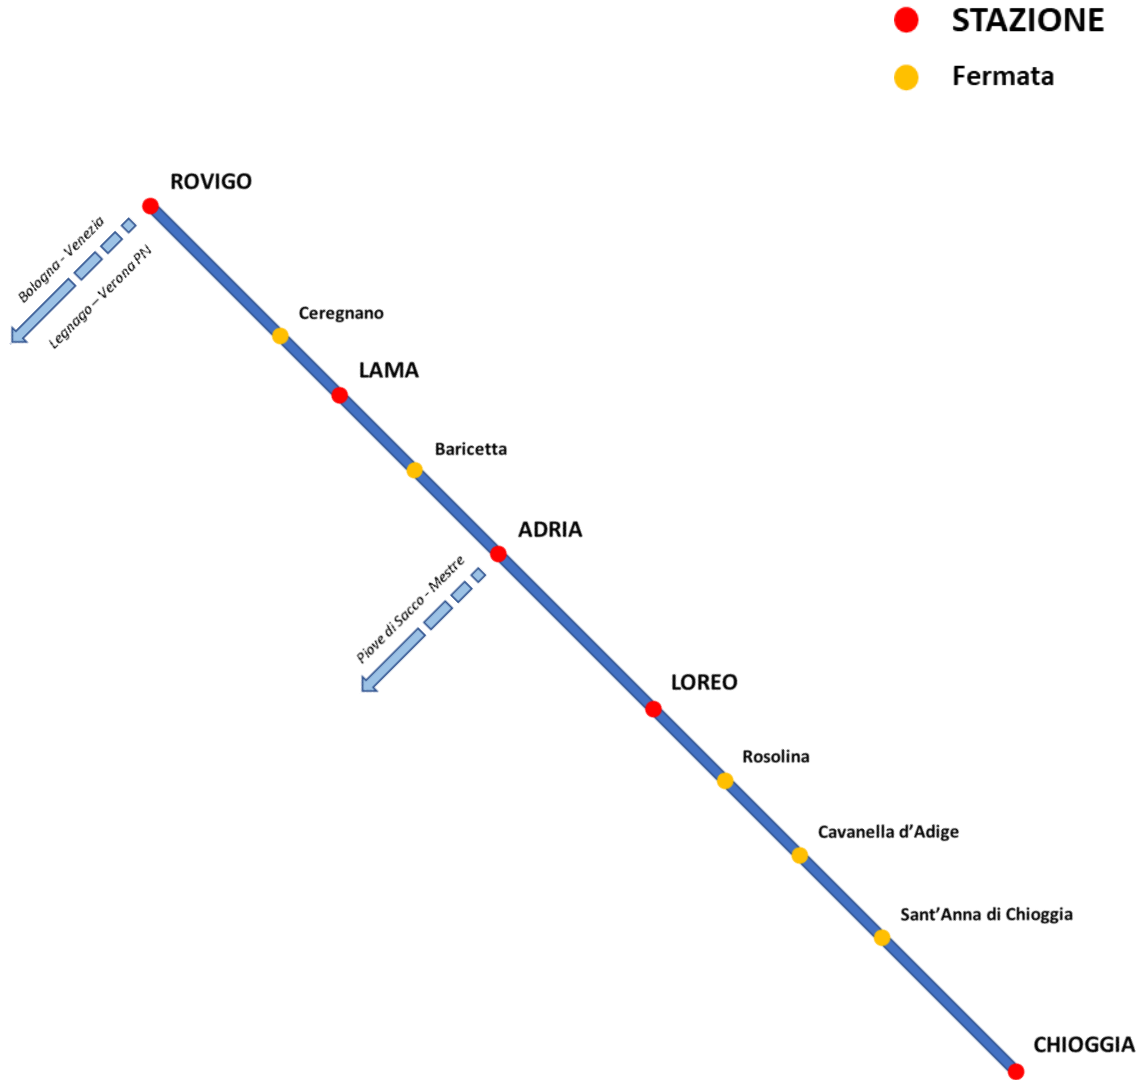 STAZIONE
Fermata
ROVIGO
Bologna - Venezia
Legnago – Verona PN
Ceregnano
LAMA
Baricetta
ADRIA
Piove di Sacco - Mestre
LOREO
Rosolina
Cavanella d’Adige
Sant’Anna di Chioggia
CHIOGGIA